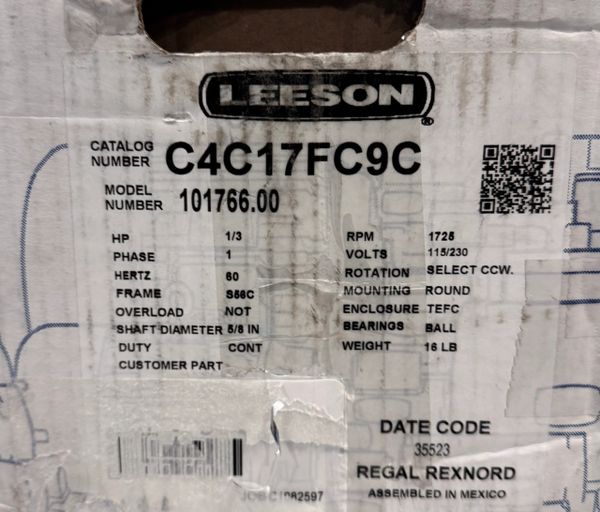 LEESON
®
CATALOG NUMBER C4C17FC9C
MODEL NUMBER 101766.00
HP 1/3 RPM 1725
PHASE 1 VOLTS 115/230
HERTZ 60 ROTATION SELECT CCW.
FRAME S56C MOUNTING ROUND
OVERLOAD NOT ENCLOSURE TEFC
SHAFT DIAMETER 5/8 IN BEARINGS BALL
DUTY CONT WEIGHT 16 LB
CUSTOMER PART
DATE CODE
35523
REGAL REXNORD
ASSEMBLED IN MEXICO